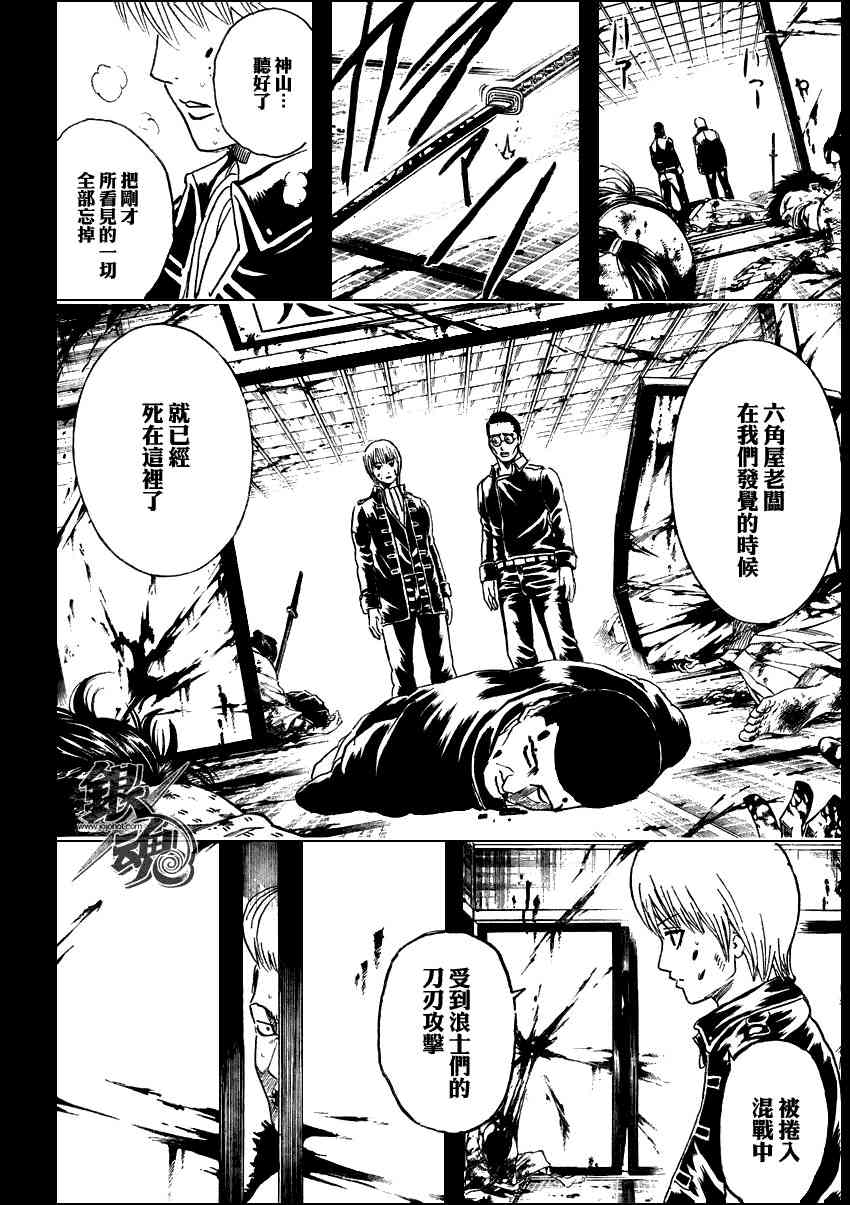 神山…
聽好了
把剛才
所看見的一切
全部忘掉
六角屋老闆
在我們發覺的時候
就已經
死在這裡了
被捲入
混戰中
受到浪士們的
刀刃攻擊
銀魂
www.jojohot.com